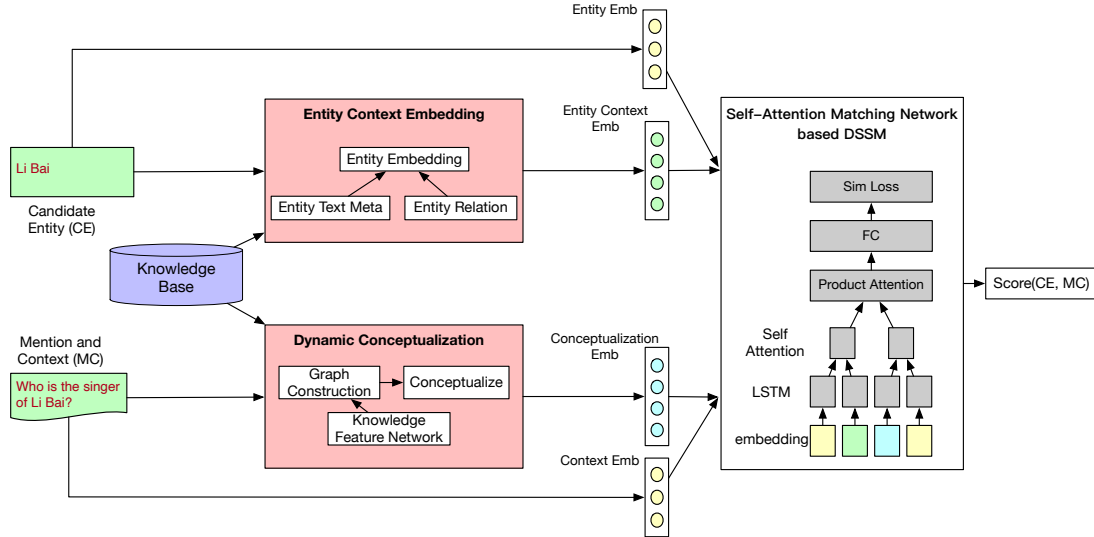 Entity Emb
Entity Context Embedding
Entity Embedding
Entity Text Meta
Entity Relation
Entity Context
Emb
Li Bai
Candidate
Entity (CE)
Knowledge
Base
Mention and
Context (MC)
Who is the singer
of Li Bai?
Dynamic Conceptualization
Graph
Construction
Conceptualize
Knowledge
Feature Network
Conceptualization
Emb
Context Emb
Self-Attention Matching Network
based DSSM
Sim Loss
FC
Product Attention
Self
Attention
LSTM
embedding
Score(CE, MC)